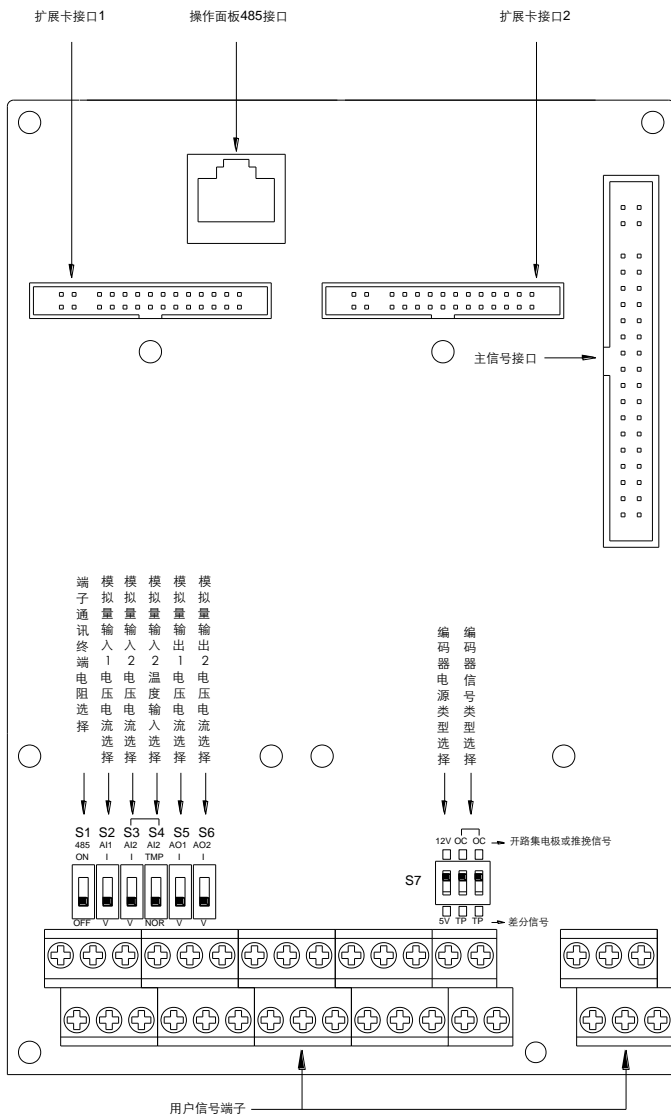 扩展卡接口1
操作面板485接口
扩展卡接口2
主信号接口
端子通讯终端电阻选择
模拟量输入1电压电流选择
模拟量输入2电压电流选择
模拟量输入2温度输入选择
模拟量输出1电压电流选择
模拟量输出2电压电流选择
编码器电源类型选择
编码器信号类型选择
S1 S2 S3 S4 S5 S6
485 AI1 AI2 AI2 AO1 AO2
ON I I TMP I I
OFF V V NOR V V
12V OC OC 开路集电极或推挽信号
S7
5V TP TP 差分信号
用户信号端子